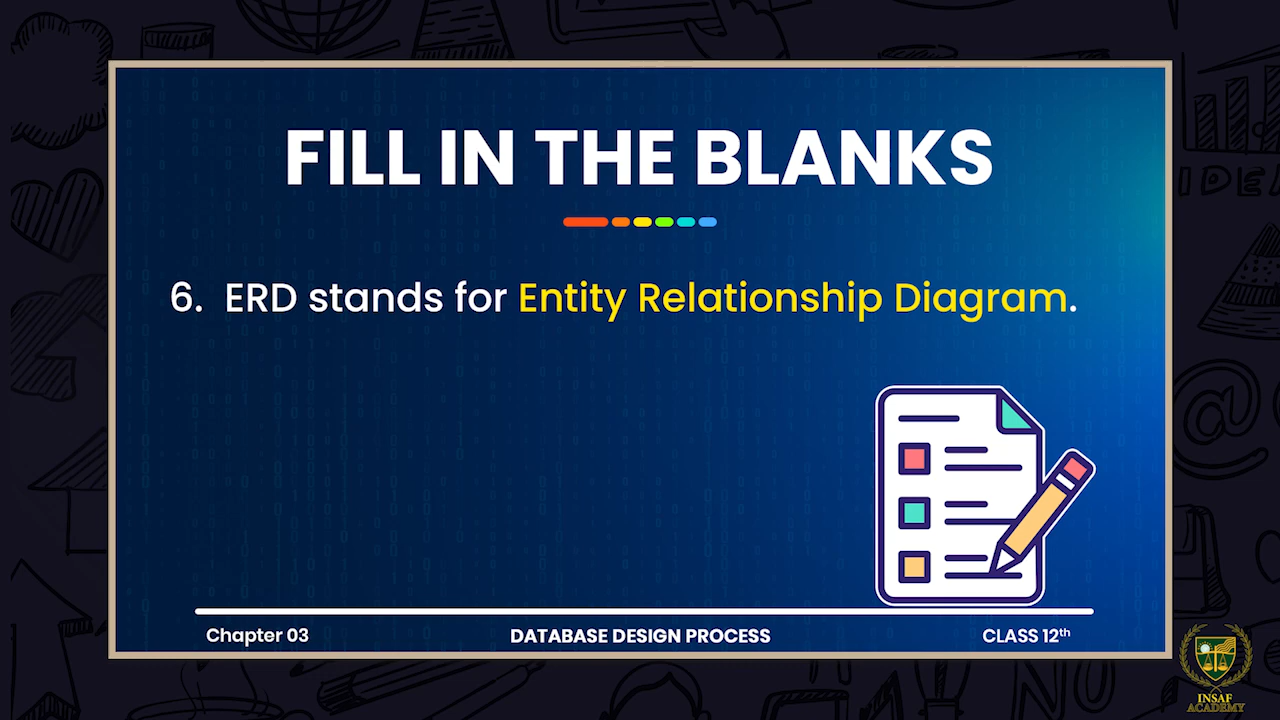 FILL IN THE BLANKS
6. ERD stands for Entity Relationship Diagram.
Chapter 03
DATABASE DESIGN PROCESS
CLASS 12th
IDEA
INSAF
ACADEMY